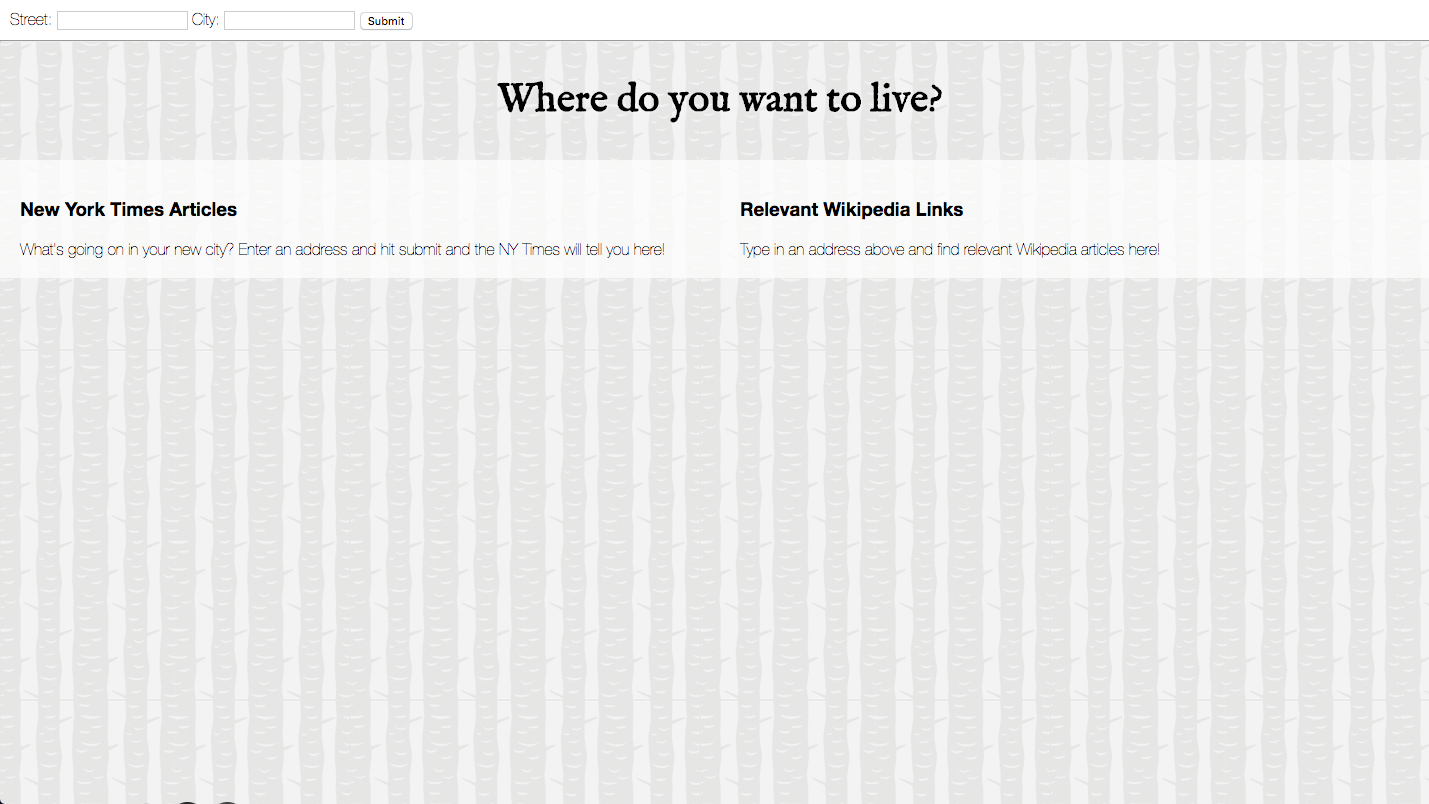 Street: City: Submit
Where do you want to live?
New York Times Articles
What's going on in your new city? Enter an address and hit submit and the NY Times will tell you here!
Relevant Wikipedia Links
Type in an address above and find relevant Wikipedia articles here!